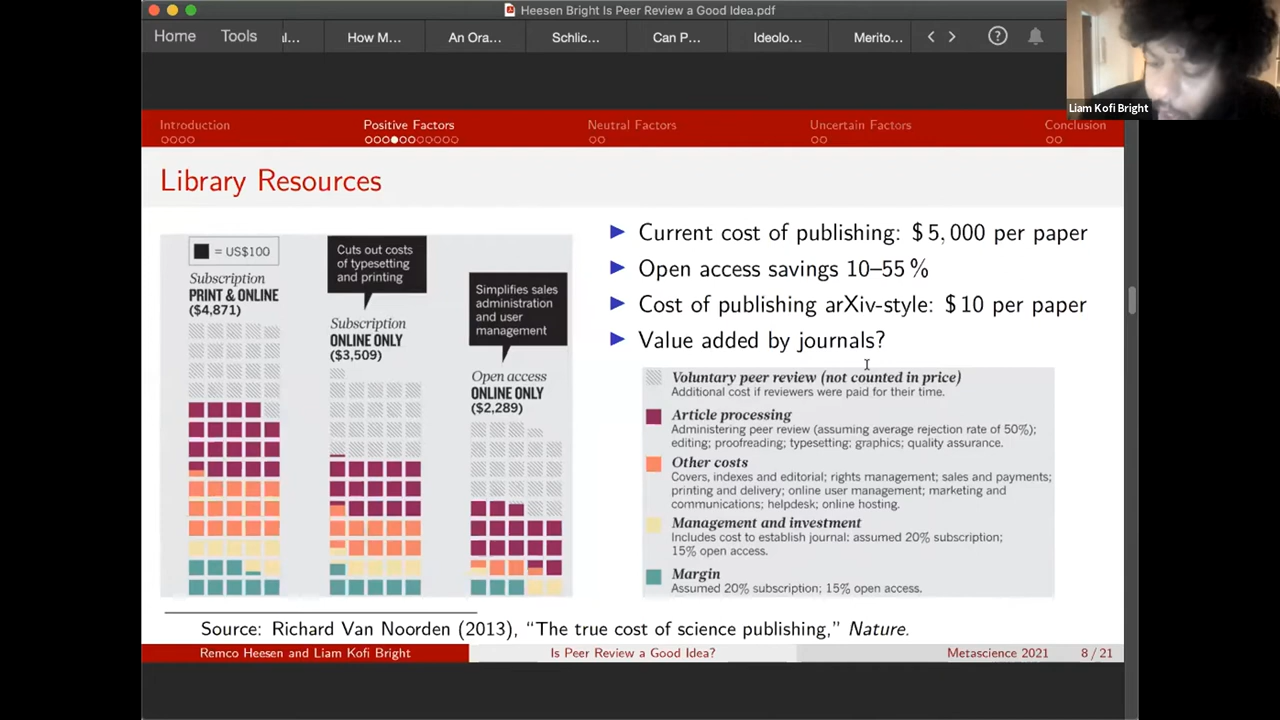 Heesen Bright Is Peer Review a Good Idea.pdf
Home Tools l... How M... An Ora... Schlic... Can P... Ideolo... Merito...
Liam Kofi Bright
Introduction Positive Factors Neutral Factors Uncertain Factors Conclusion
Library Resources
= US$100
Subscription
PRINT & ONLINE
($4,871)
Cuts out costs
of typesetting
and printing
Subscription
ONLINE ONLY
($3,509)
Simplifies sales
administration
and user
management
Open access
ONLINE ONLY
($2,289)
Current cost of publishing: $ 5,000 per paper
Open access savings 10–55 %
Cost of publishing arXiv-style: $ 10 per paper
Value added by journals?
Voluntary peer review (not counted in price)
Additional cost if reviewers were paid for their time.
Article processing
Administering peer review (assuming average rejection rate of 50%);
editing; proofreading; typesetting: graphics; quality assurance.
Other costs
Covers, indexes and editorial; rights management; sales and payments;
printing and delivery; online user management; marketing and
communications; helpdesk; online hosting.
Management and investment
Includes cost to establish journal: assumed 20% subscription;
15% open access.
Margin
Assumed 20% subscription; 15% open access.
Source: Richard Van Noorden (2013), “The true cost of science publishing,” Nature.
Remco Heesen and Liam Kofi Bright Is Peer Review a Good Idea? Metascience 2021 8 / 21